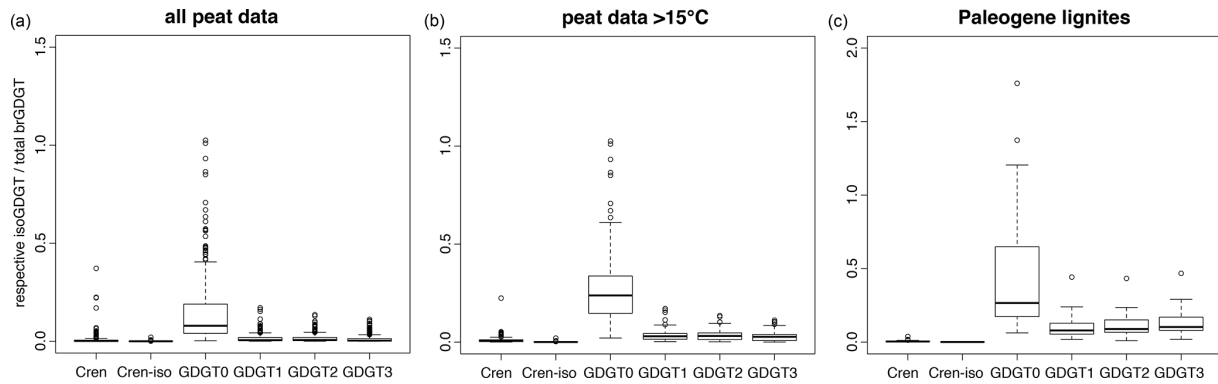 (a) all peat data
respective isoGDGT / total brGDGT
1.5
1.0
0.5
0.0
Cren Cren-iso GDGT0 GDGT1 GDGT2 GDGT3
(b) peat data >15°C
1.5
1.0
0.5
0.0
Cren Cren-iso GDGT0 GDGT1 GDGT2 GDGT3
(c) Paleogene lignites
2.0
1.5
1.0
0.5
0.0
Cren Cren-iso GDGT0 GDGT1 GDGT2 GDGT3